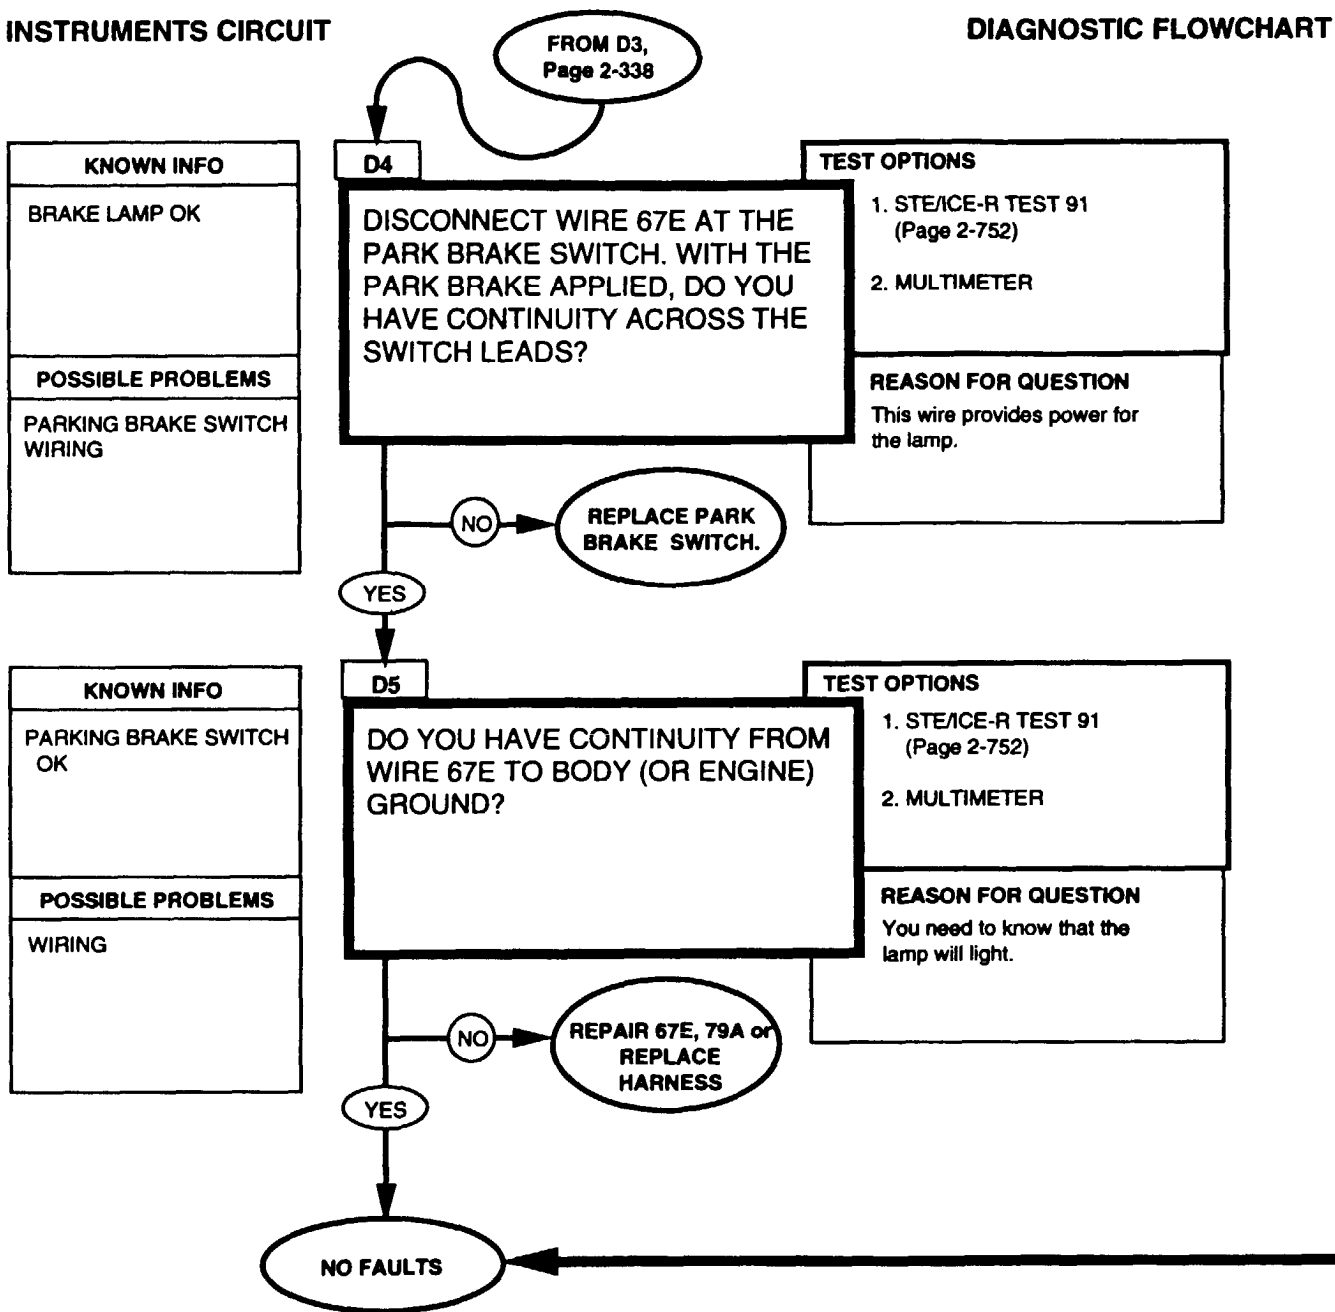 INSTRUMENTS CIRCUIT
DIAGNOSTIC FLOWCHART
FROM D3,
Page 2-338
KNOWN INFO
BRAKE LAMP OK
POSSIBLE PROBLEMS
PARKING BRAKE SWITCH
WIRING
D4
DISCONNECT WIRE 67E AT THE
PARK BRAKE SWITCH. WITH THE
PARK BRAKE APPLIED, DO YOU
HAVE CONTINUITY ACROSS THE
SWITCH LEADS?
TEST OPTIONS
1. STE/ICE-R TEST 91
(Page 2-752)
2. MULTIMETER
REASON FOR QUESTION
This wire provides power for
the lamp.
NO
REPLACE PARK
BRAKE SWITCH.
YES
KNOWN INFO
PARKING BRAKE SWITCH
OK
POSSIBLE PROBLEMS
WIRING
D5
DO YOU HAVE CONTINUITY FROM
WIRE 67E TO BODY (OR ENGINE)
GROUND?
TEST OPTIONS
1. STE/ICE-R TEST 91
(Page 2-752)
2. MULTIMETER
REASON FOR QUESTION
You need to know that the
lamp will light.
NO
REPAIR 67E, 79A or
REPLACE
HARNESS
YES
NO FAULTS